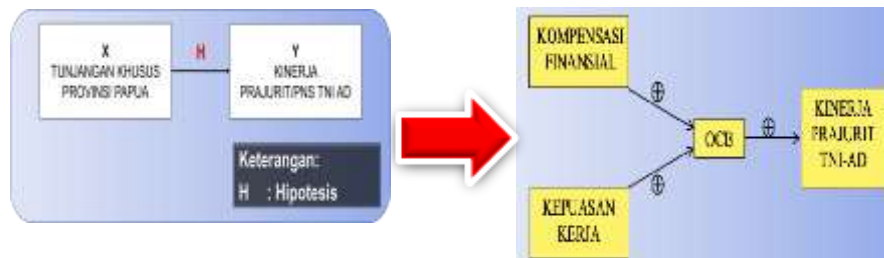 X
TUNJANGAN KHUSUS
PROVINSI PAPUA
H
Y
KINERJA
PRAJURIT/PNS TNI AD
Keterangan:
H : Hipotesis
KOMPENSASI
FINANSIAL
OCB
KINERJA
PRAJURIT
TNI-AD
KEPUASAN
KERJA